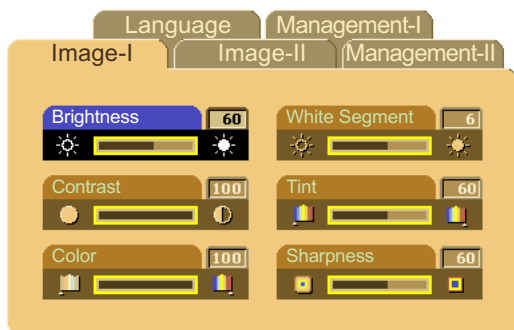 Language Management-I
Image-I Image-II Management-II
Brightness 60
White Segment 6
Contrast 100
Tint 60
Color 100
Sharpness 60